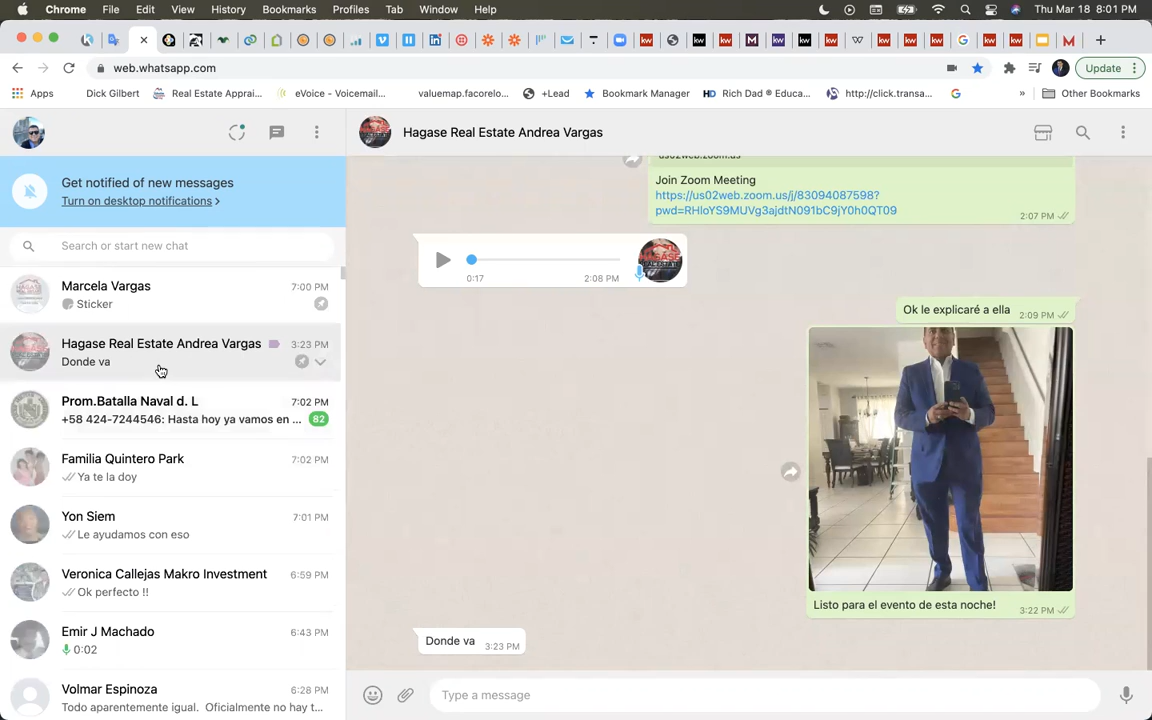 Chrome File Edit View History Bookmarks Profiles Tab Window Help Thu Mar 18 8:01 PM
web.whatsapp.com Update
Apps Dick Gilbert Real Estate Apprai... eVoice - Voicemail... valuemap.facorelo... +Lead Bookmark Manager Rich Dad ® Educa... http://click.transa... » Other Bookmarks
Hagase Real Estate Andrea Vargas
Get notified of new messages
Turn on desktop notifications >
Search or start new chat
Marcela Vargas 7:00 PM
Sticker
Hagase Real Estate Andrea Vargas 3:23 PM
Donde va
Prom.Batalla Naval d. L 7:02 PM
+58 424-7244546: Hasta hoy ya vamos en ... 82
Familia Quintero Park 7:02 PM
Ya te la doy
Yon Siem 7:01 PM
Le ayudamos con eso
Veronica Callejas Makro Investment 6:59 PM
Ok perfecto !!
Emir J Machado 6:43 PM
0:02
Volmar Espinoza 6:28 PM
Todo aparentemente igual. Oficialmente no hay t...
us02web.zoom.us
Join Zoom Meeting
https://us02web.zoom.us/j/83094087598?
pwd=RHloYS9MUVg3ajdtN091bC9jY0h0QT09
2:07 PM
0:17 2:08 PM
Ok le explicaré a ella 2:09 PM
Listo para el evento de esta noche! 3:22 PM
Donde va 3:23 PM
Type a message